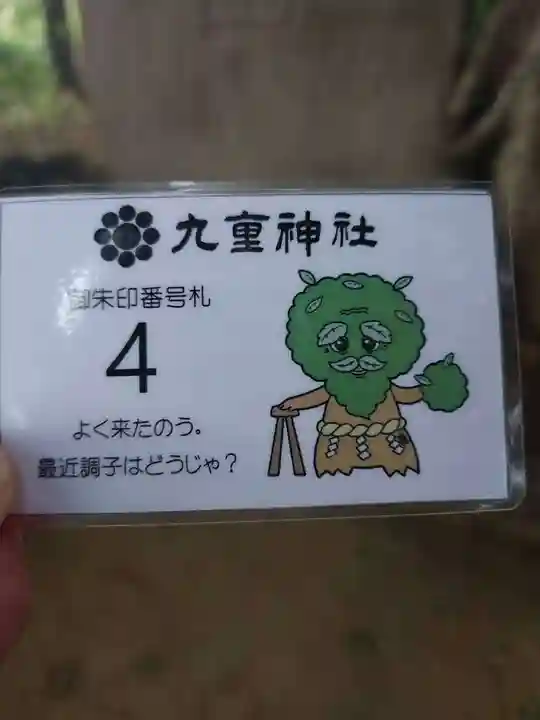 九重神社
御朱印番号札
4
よく来たのう。
最近調子はどうじゃ？